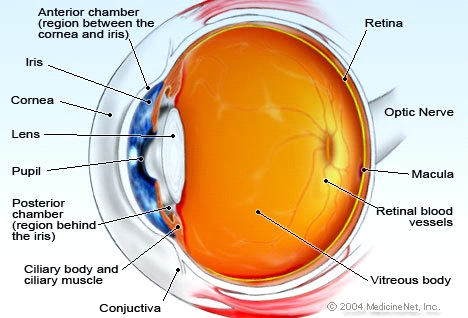 Anterior chamber
(region between the
cornea and iris)
Iris
Cornea
Lens
Pupil
Posterior
chamber
(region behind
the iris)
Ciliary body and
ciliary muscle
Conjuctiva
Retina
Optic Nerve
Macula
Retinal blood
vessels
Vitreous body
© 2004 MedicineNet, Inc.